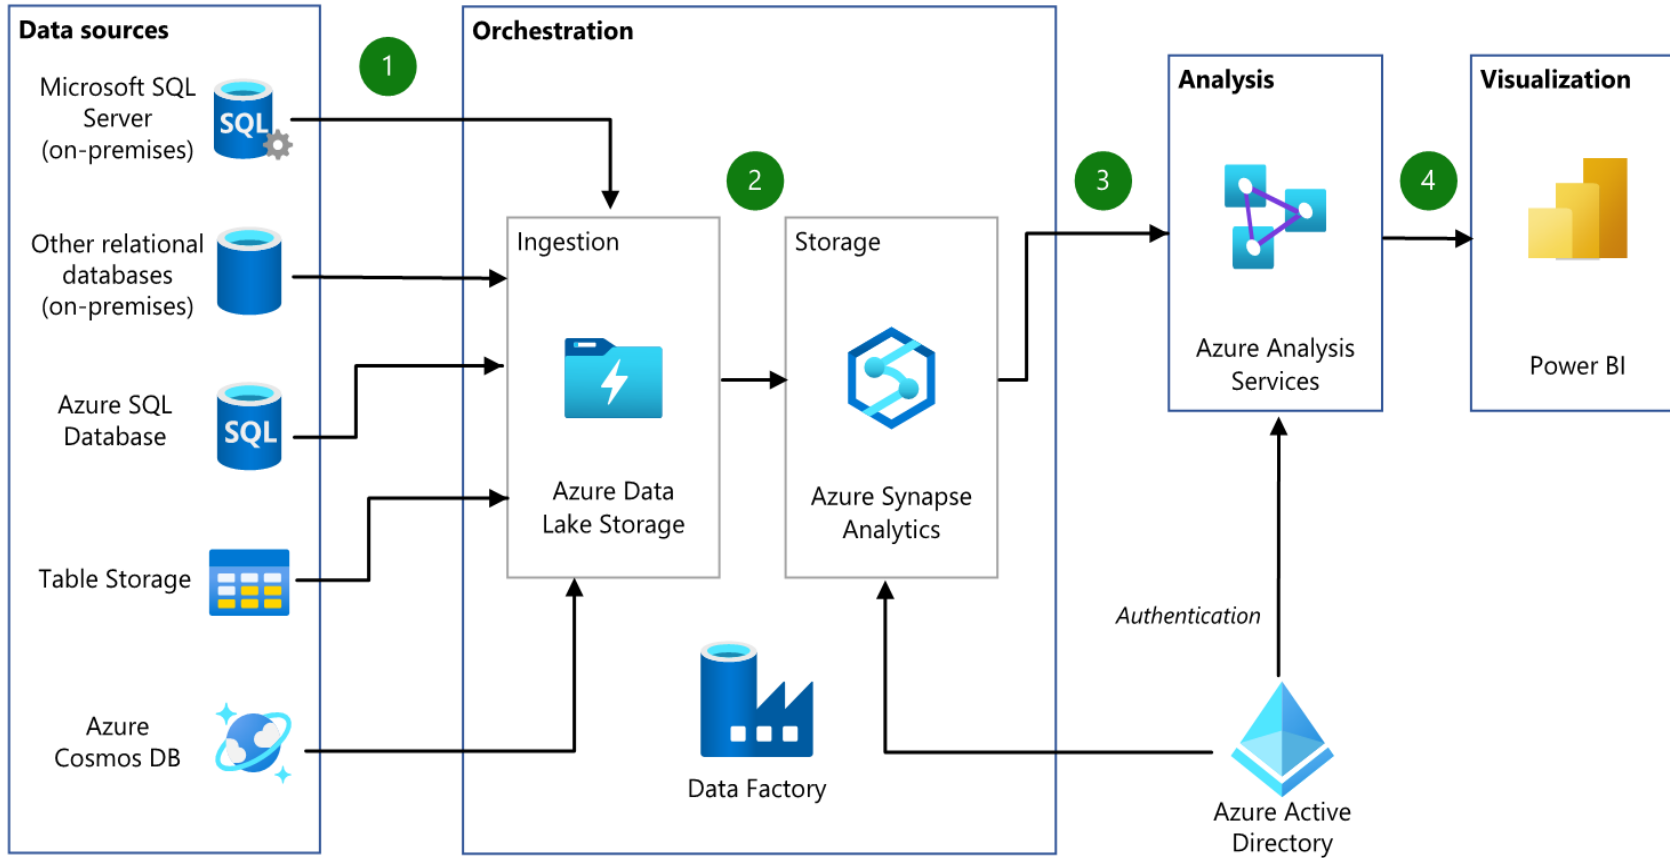 Data sources
Microsoft SQL
Server
(on-premises)
SQL
Other relational
databases
(on-premises)
Azure SQL
Database
SQL
Table Storage
Azure
Cosmos DB
1
Orchestration
Ingestion
Azure Data
Lake Storage
2
Storage
Azure Synapse
Analytics
Data Factory
3
Analysis
Azure Analysis
Services
4
Visualization
Power BI
Authentication
Azure Active
Directory